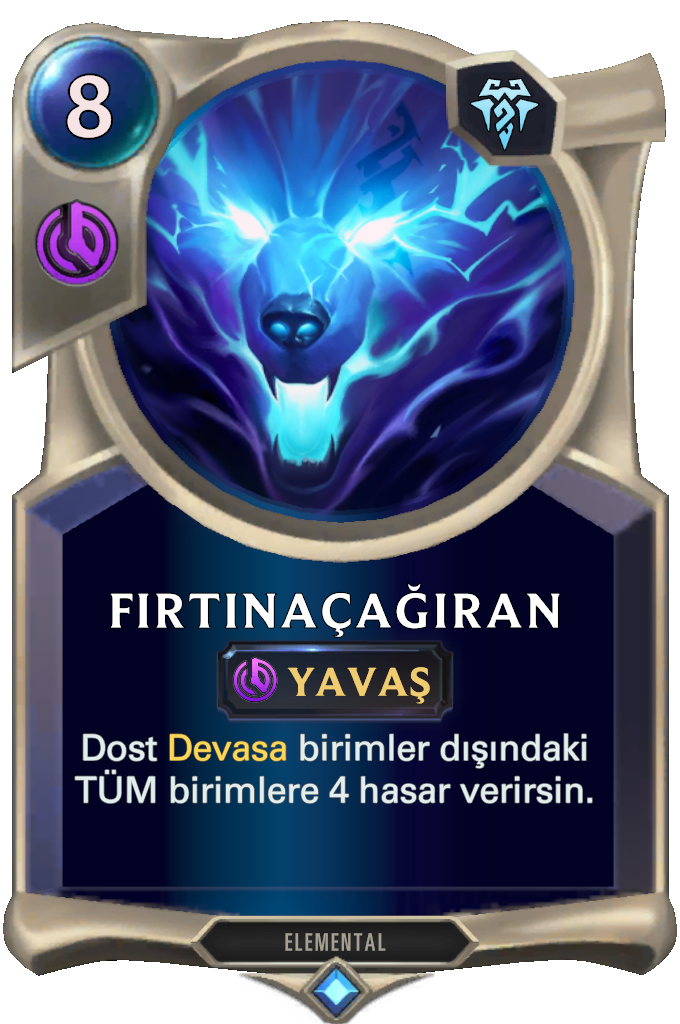 8
FIRTINAÇAĞIRAN
YAVAŞ
Dost Devasa birimler dışındaki
TÜM birimlere 4 hasar verirsin.
ELEMENTAL